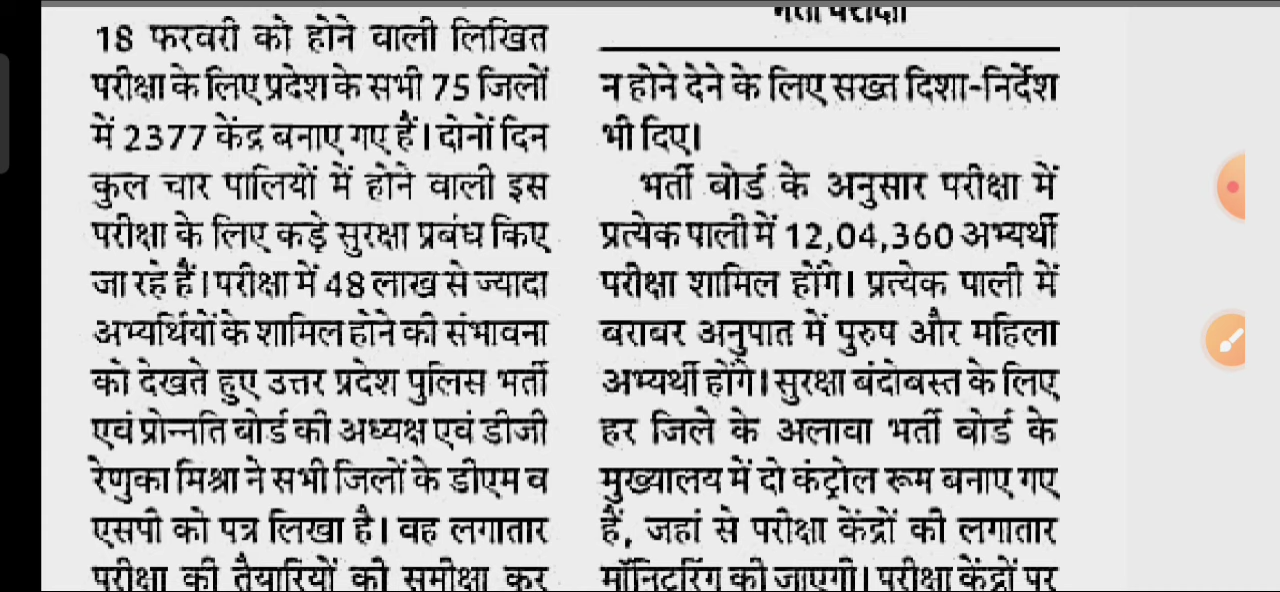 18 फरवरी को होने वाली लिखित
परीक्षा के लिए प्रदेश के सभी 75 जिलों
में 2377 केंद्र बनाए गए हैं। दोनों दिन
कुल चार पालियों में होने वाली इस
परीक्षा के लिए कड़े सुरक्षा प्रबंध किए
जा रहे हैं। परीक्षा में 48 लाख से ज्यादा
अभ्यर्थियों के शामिल होने की संभावना
को देखते हुए उत्तर प्रदेश पुलिस भर्ती
एवं प्रोन्नति बोर्ड की अध्यक्ष एवं डीजी
रेणुका मिश्रा ने सभी जिलों के डीएम व
एसपी को पत्र लिखा है। वह लगातार
परीक्षा की तैयारियों की समीक्षा कर
भर्ती परीक्षा
न होने देने के लिए सख्त दिशा-निर्देश
भी दिए।
भर्ती बोर्ड के अनुसार परीक्षा में
प्रत्येक पाली में 12,04,360 अभ्यर्थी
परीक्षा शामिल होंगे। प्रत्येक पाली में
बराबर अनुपात में पुरुष और महिला
अभ्यर्थी होंगे। सुरक्षा बंदोबस्त के लिए
हर जिले के अलावा भर्ती बोर्ड के
मुख्यालय में दो कंट्रोल रूम बनाए गए
हैं, जहां से परीक्षा केंद्रों की लगातार
मॉनिटरिंग की जाएगी। परीक्षा केंद्रों पर